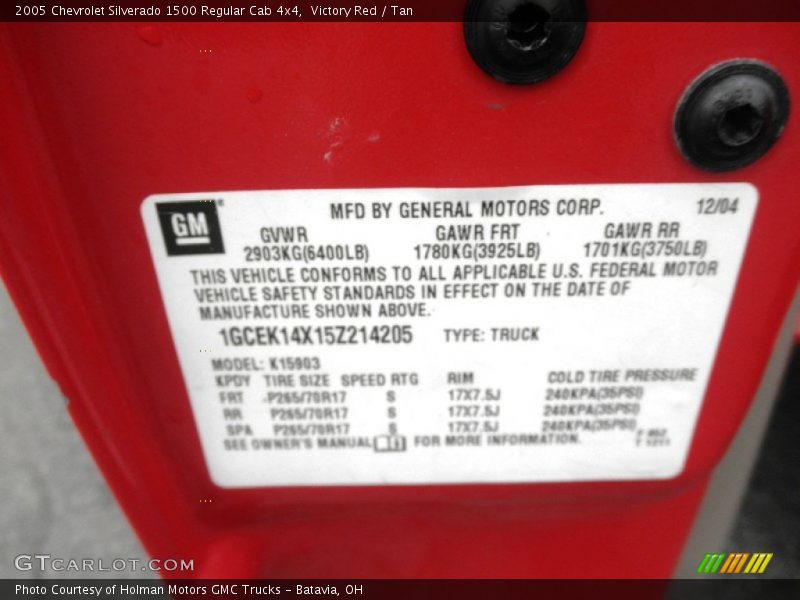 2005 Chevrolet Silverado 1500 Regular Cab 4x4, Victory Red / Tan
GM
MFD BY GENERAL MOTORS CORP. 12/04
GVWR GAWR FRT GAWR RR
2903KG(6400LB) 1780KG(3925LB) 1701KG(3750LB)
THIS VEHICLE CONFORMS TO ALL APPLICABLE U.S. FEDERAL MOTOR
VEHICLE SAFETY STANDARDS IN EFFECT ON THE DATE OF
MANUFACTURE SHOWN ABOVE.
1GCEK14X15Z214205 TYPE: TRUCK
MODEL: K15903
KPDY TIRE SIZE SPEED RTG RIM COLD TIRE PRESSURE
FRT P265/70R17 S 17X7.5J 240KPA(35PSI)
RR P265/70R17 S 17X7.5J 240KPA(35PSI)
SPA P265/70R17 S 17X7.5J 240KPA(35PSI)
SEE OWNER'S MANUAL FOR MORE INFORMATION.
GTCARLOT.COM
Photo Courtesy of Holman Motors GMC Trucks – Batavia, OH